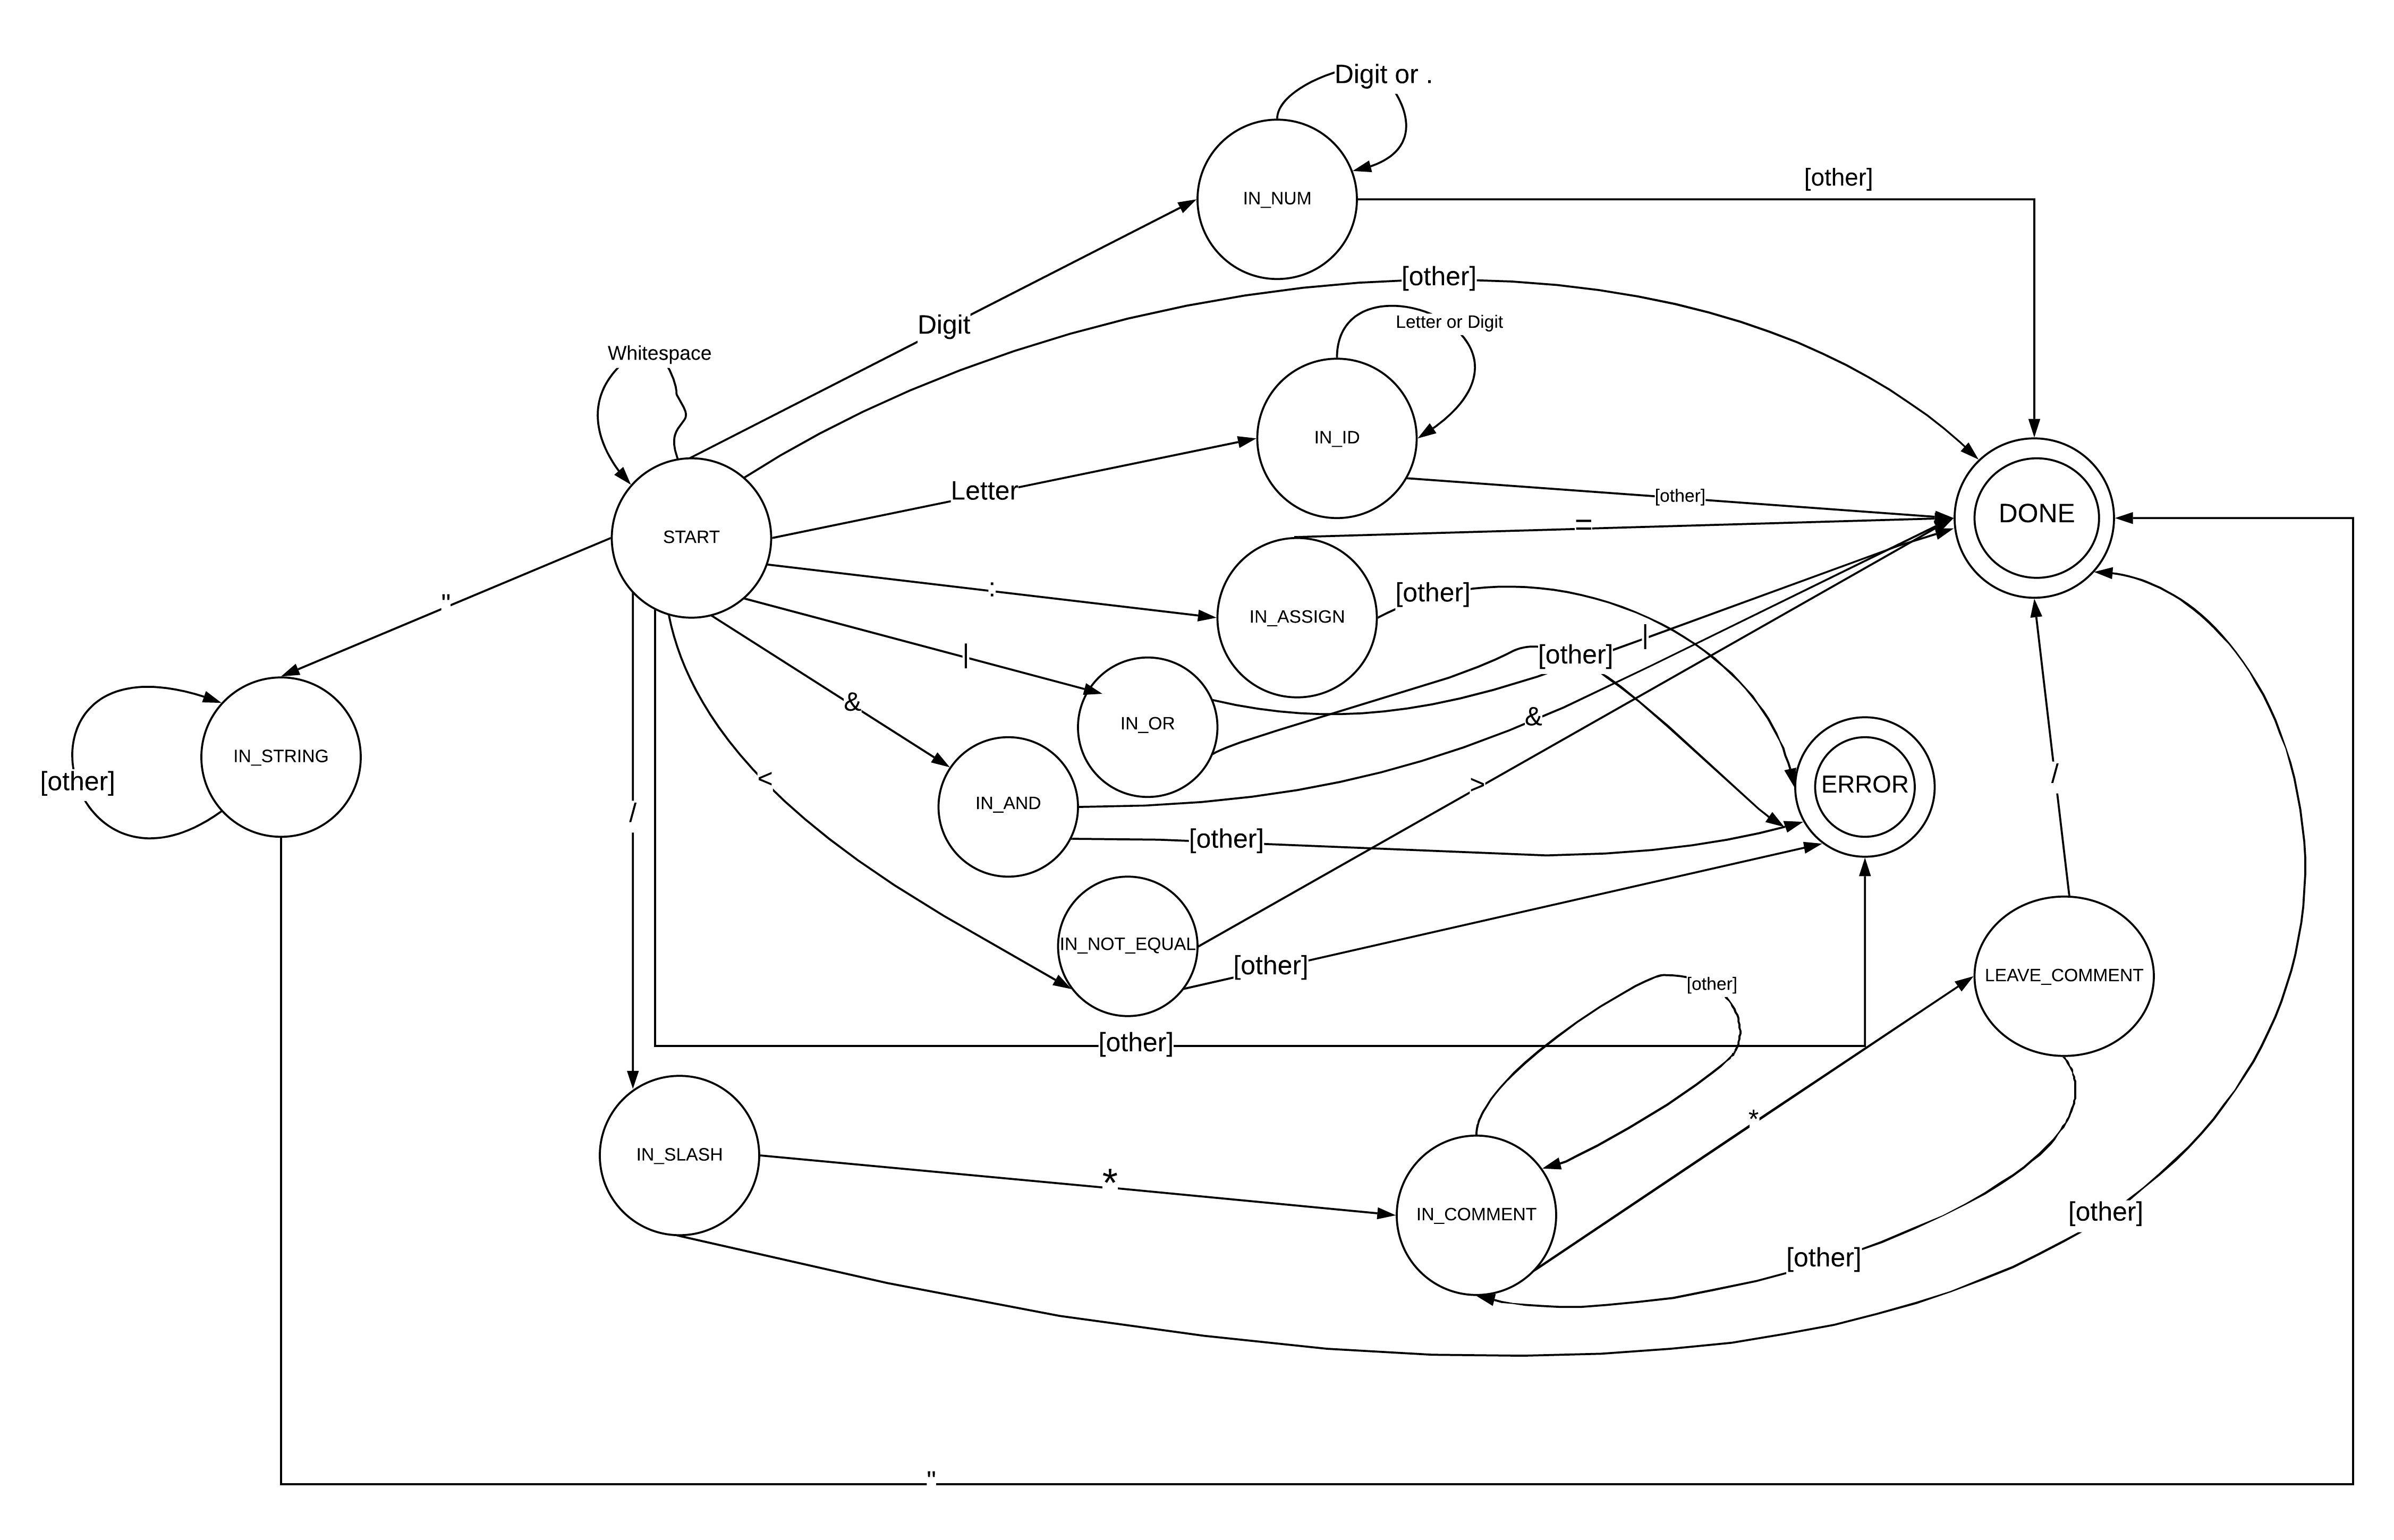 Digit or .
[other]
IN_NUM
[other]
Letter or Digit
Digit
Whitespace
IN_ID
Letter
[other]
DONE
=
START
:
[other]
"
IN_ASSIGN
|
|
[other]
&
&
IN_OR
IN_STRING
[other]
<
>
ERROR
/
/
IN_AND
[other]
IN_NOT_EQUAL
[other]
LEAVE_COMMENT
[other]
[other]
*
IN_SLASH
*
IN_COMMENT
[other]
[other]
"